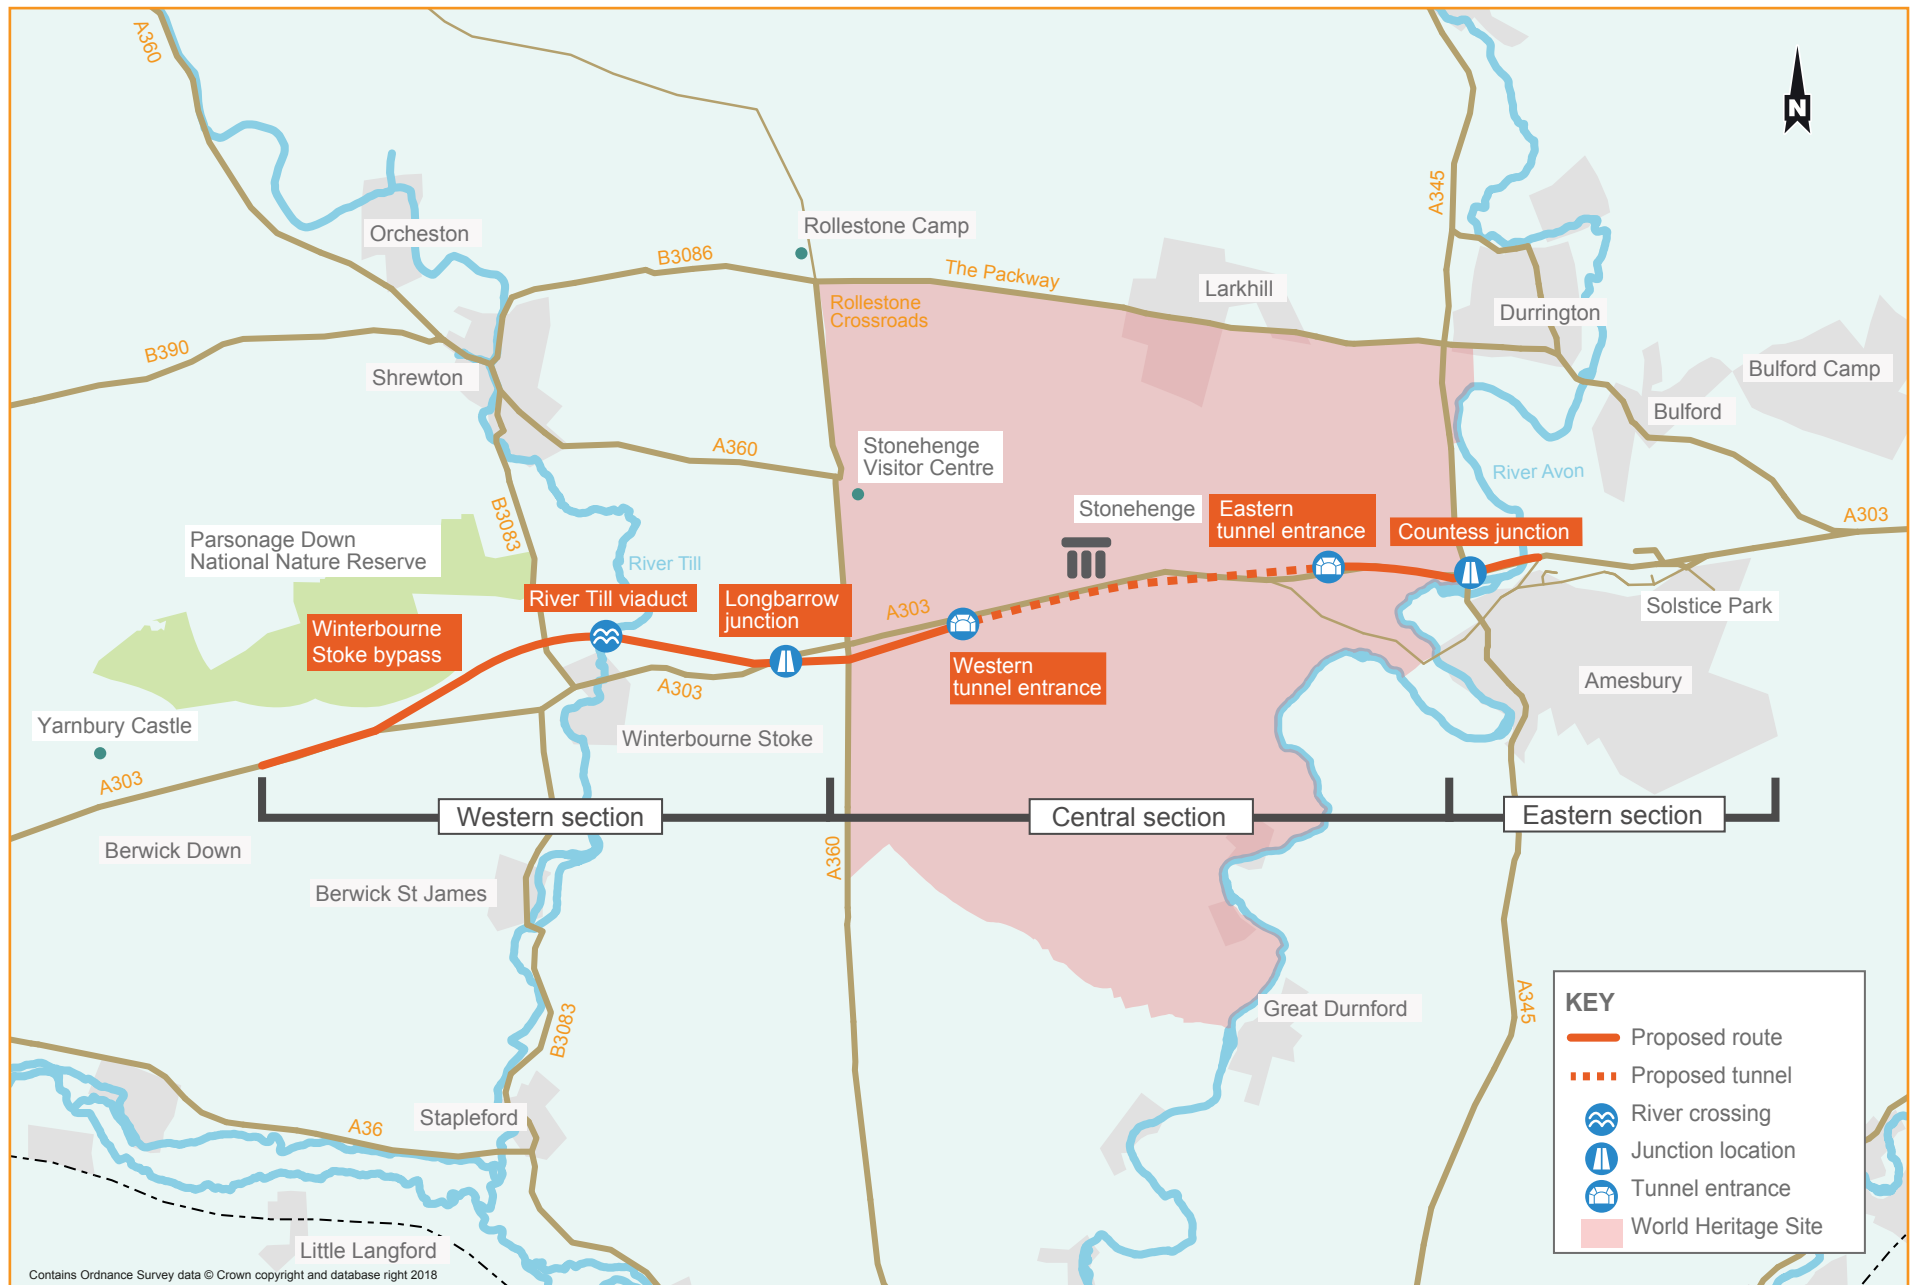 A360
N
A345
Orcheston
Rollestone Camp
B3086
The Packway
Larkhill
Rollestone
Crossroads
Durrington
B390
Shrewton
Bulford Camp
Bulford
A360
Stonehenge
Visitor Centre
River Avon
B3083
Stonehenge
Eastern
tunnel entrance
Countess junction
A303
Parsonage Down
National Nature Reserve
River Till
River Till viaduct
Longbarrow
junction
A303
Solstice Park
Winterbourne
Stoke bypass
Western
tunnel entrance
A303
Amesbury
Yarnbury Castle
Winterbourne Stoke
A303
Western section
Central section
Eastern section
Berwick Down
A360
Berwick St James
A345
Great Durnford
B3083
Stapleford
A36
Little Langford
KEY
Proposed route
Proposed tunnel
River crossing
Junction location
Tunnel entrance
World Heritage Site
Contains Ordnance Survey data © Crown copyright and database right 2018